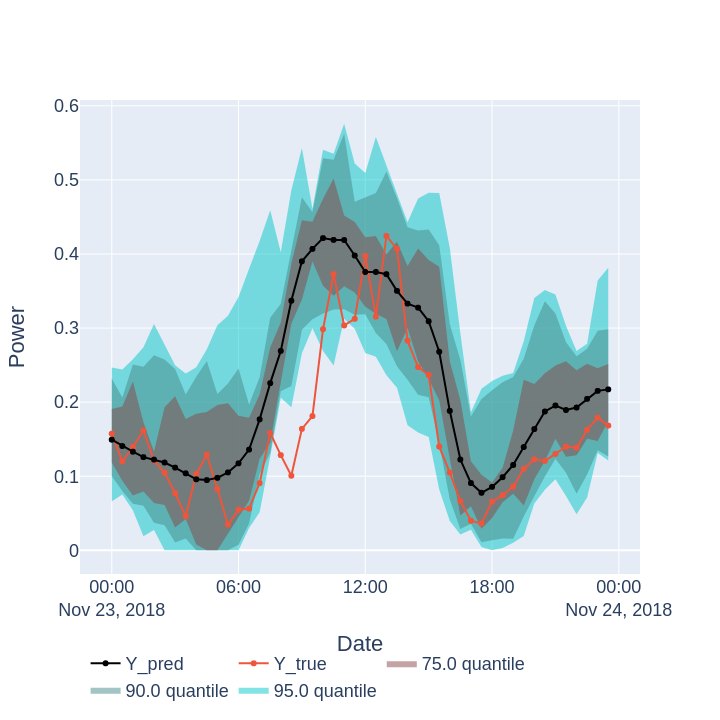 0.6
0.5
0.4
0.3
0.2
0.1
0
Power
00:00 06:00 12:00 18:00 00:00
Nov 23, 2018 Nov 24, 2018
Date
Y_pred Y_true 75.0 quantile
90.0 quantile 95.0 quantile